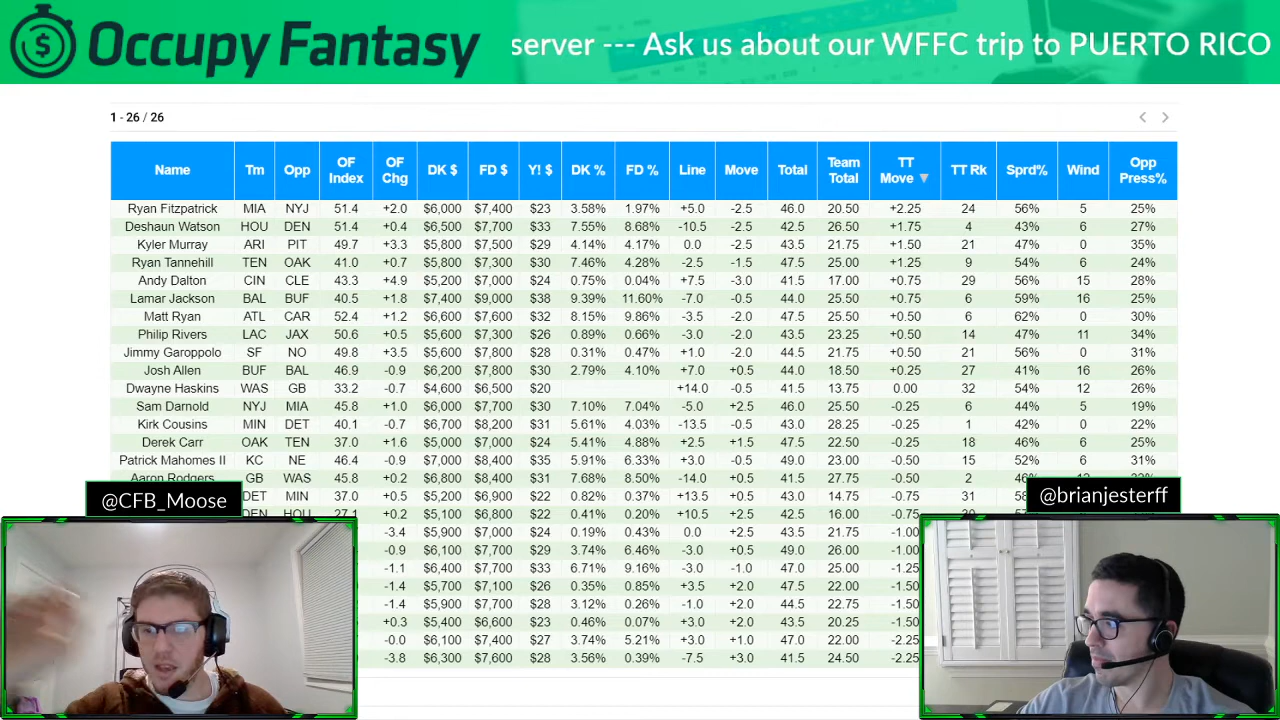 $ Occupy Fantasy
server --- Ask us about our WFFC trip to PUERTO RICO
1 - 26 / 26
Name Tm Opp OF Index OF Chg DK $ FD $ Y! $ DK % FD % Line Move Total Team Total TT Move TT Rk Sprd% Wind Opp Press%
Ryan Fitzpatrick MIA NYJ 51.4 +2.0 $6,000 $7,400 $23 3.58% 1.97% +5.0 -2.5 46.0 20.50 +2.25 24 56% 5 25%
Deshaun Watson HOU DEN 51.4 +0.4 $6,500 $7,700 $33 7.55% 8.68% -10.5 -2.5 42.5 26.50 +1.75 4 43% 6 27%
Kyler Murray ARI PIT 49.7 +3.3 $5,800 $7,500 $29 4.14% 4.17% 0.0 -2.5 43.5 21.75 +1.50 21 47% 0 35%
Ryan Tannehill TEN OAK 41.0 +0.7 $5,800 $7,300 $30 7.46% 4.28% -2.5 -1.5 47.5 25.00 +1.25 9 54% 6 24%
Andy Dalton CIN CLE 43.3 +4.9 $5,200 $7,000 $24 0.75% 0.04% +7.5 -3.0 41.5 17.00 +0.75 29 56% 15 28%
Lamar Jackson BAL BUF 40.5 +1.8 $7,400 $9,000 $38 9.39% 11.60% -7.0 -0.5 44.0 25.50 +0.75 6 59% 16 25%
Matt Ryan ATL CAR 52.4 +1.2 $6,600 $7,600 $32 8.15% 9.86% -3.5 -2.0 47.5 25.50 +0.50 6 62% 0 30%
Philip Rivers LAC JAX 50.6 +0.5 $5,600 $7,300 $26 0.89% 0.66% -3.0 -2.0 43.5 23.25 +0.50 14 47% 11 34%
Jimmy Garoppolo SF NO 49.8 +3.5 $5,600 $7,800 $28 0.31% 0.47% +1.0 -2.0 44.5 21.75 +0.50 21 56% 0 31%
Josh Allen BUF BAL 46.9 -0.9 $6,200 $7,800 $30 2.79% 4.10% +7.0 +0.5 44.0 18.50 +0.25 27 41% 16 26%
Dwayne Haskins WAS GB 33.2 -0.7 $4,600 $6,500 $20 +14.0 -0.5 41.5 13.75 0.00 32 54% 12 26%
Sam Darnold NYJ MIA 45.8 +1.0 $6,000 $7,700 $30 7.10% 7.04% -5.0 +2.5 46.0 25.50 -0.25 6 44% 5 19%
Kirk Cousins MIN DET 40.1 -0.7 $6,700 $8,200 $31 5.61% 4.03% -13.5 -0.5 43.0 28.25 -0.25 1 42% 0 22%
Derek Carr OAK TEN 37.0 +1.6 $5,000 $7,000 $24 5.41% 4.88% +2.5 +1.5 47.5 22.50 -0.25 18 46% 6 25%
Patrick Mahomes II KC NE 46.4 -0.9 $7,000 $8,400 $35 5.91% 6.33% +3.0 -0.5 49.0 23.00 -0.50 15 52% 6 31%
Aaron Rodgers GB WAS 45.8 +0.2 $6,800 $8,400 $31 7.68% 8.50% -14.0 +0.5 41.5 27.75 -0.50 2
DET MIN 37.0 +0.5 $5,200 $6,900 $22 0.82% 0.37% +13.5 +0.5 43.0 14.75 -0.75 31
DEN HOU 27.1 +0.2 $5,100 $6,800 $22 0.41% 0.20% +10.5 +2.5 42.5 16.00 -0.75
-3.4 $5,900 $7,000 $24 0.19% 0.43% 0.0 +2.5 43.5 21.75 -1.00
-0.9 $6,100 $7,700 $29 3.74% 6.46% -3.0 +0.5 49.0 26.00 -1.00
-1.1 $6,400 $7,700 $33 6.71% 9.16% -3.0 -1.0 47.0 25.00 -1.25
-1.4 $5,700 $7,100 $26 0.35% 0.85% +3.5 +2.0 47.5 22.00 -1.50
-1.4 $5,900 $7,700 $28 3.12% 0.26% -1.0 +2.0 44.5 22.75 -1.50
+0.3 $5,400 $6,600 $23 0.46% 0.07% +3.0 +2.0 43.5 20.25 -1.50
-0.0 $6,100 $7,400 $27 3.74% 5.21% +3.0 +1.0 47.0 22.00 -2.25
-3.8 $6,300 $7,600 $28 3.56% 0.39% -7.5 +3.0 41.5 24.50 -2.25
@CFB_Moose
@brianjesterff